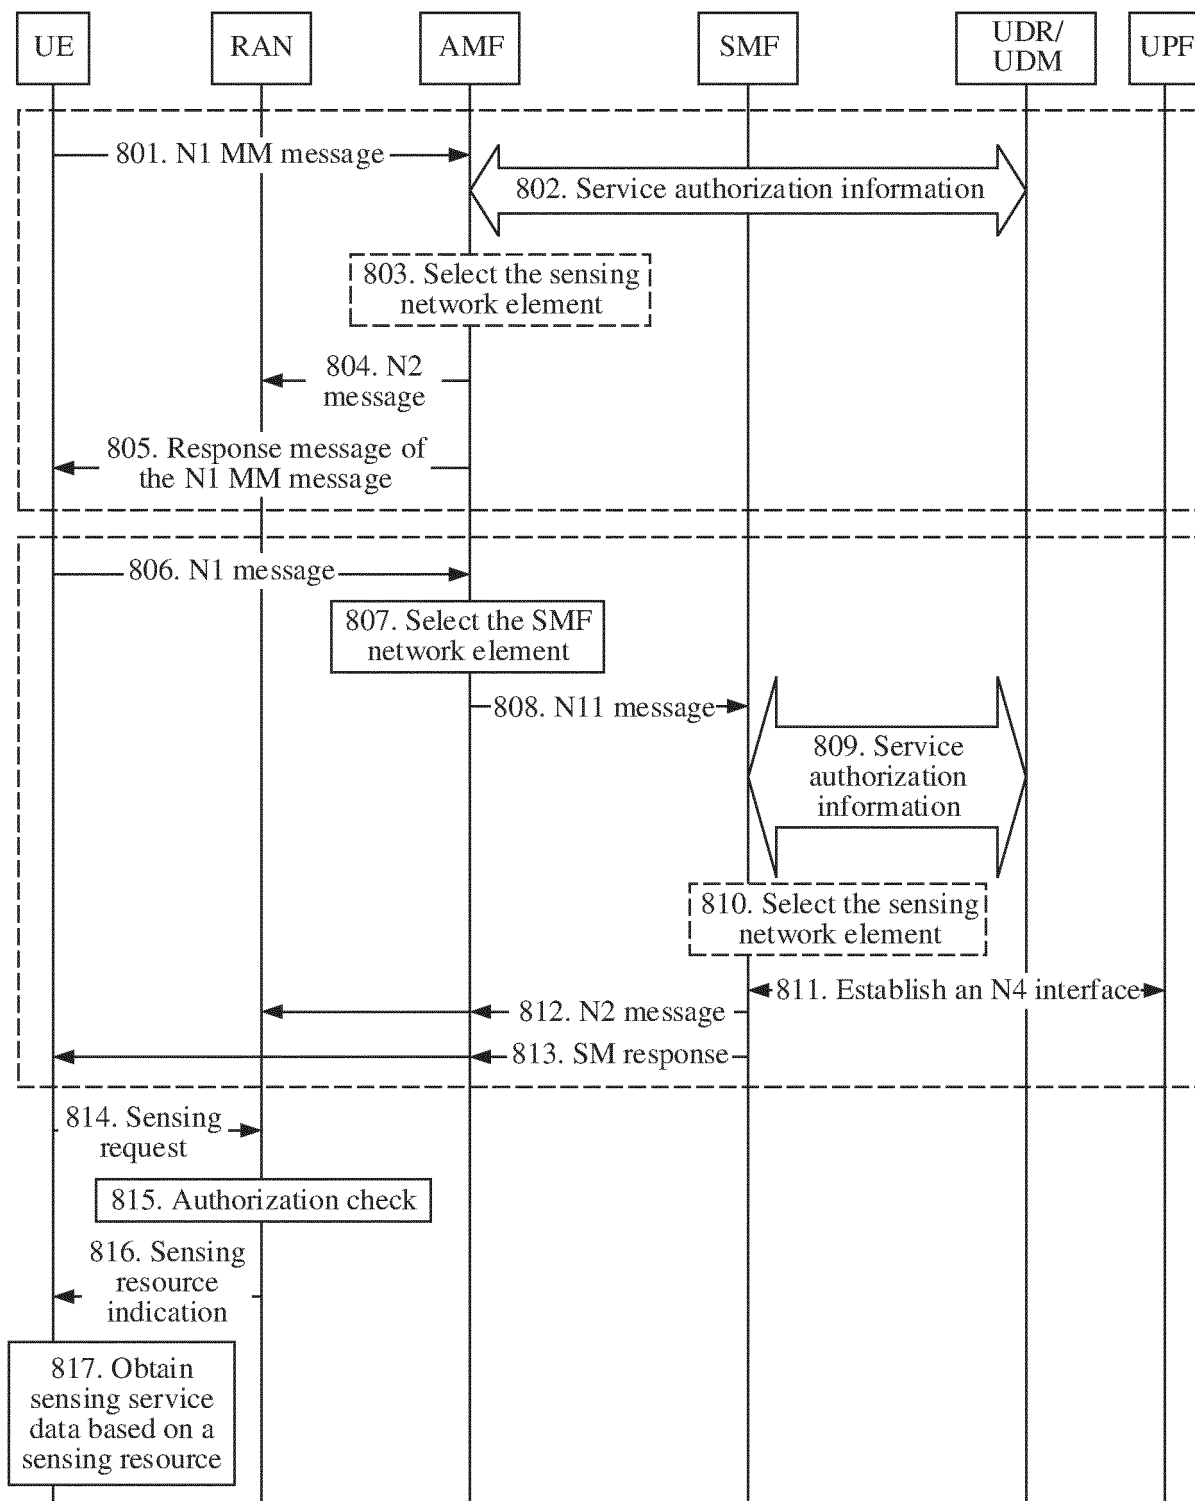 UE
RAN
AMF
SMF
UDR/
UDM
UPF
801. N1 MM message
802. Service authorization information
803. Select the sensing
network element
804. N2
message
805. Response message of
the N1 MM message
806. N1 message
807. Select the SMF
network element
808. N11 message
809. Service
authorization
information
810. Select the sensing
network element
811. Establish an N4 interface
812. N2 message
813. SM response
814. Sensing
request
815. Authorization check
816. Sensing
resource
indication
817. Obtain
sensing service
data based on a
sensing resource